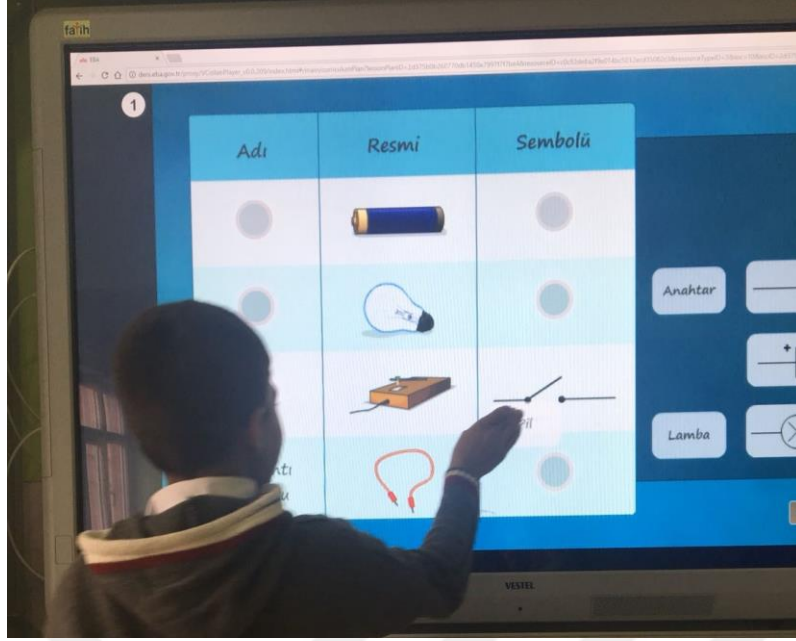 fatih
1
Adı
Resmi
Sembolü
Anahtar
+
Pil
Lamba
VESTEL